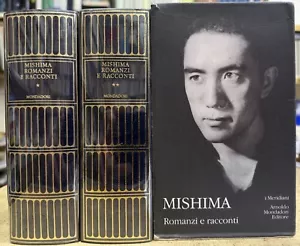 MISHIMA
ROMANZI
E RACCONTI
*
MONDADORI
MISHIMA
ROMANZI
E RACCONTI
**
MONDADORI
i Meridiani
Arnoldo
Mondadori
Editore
MISHIMA
Romanzi e racconti